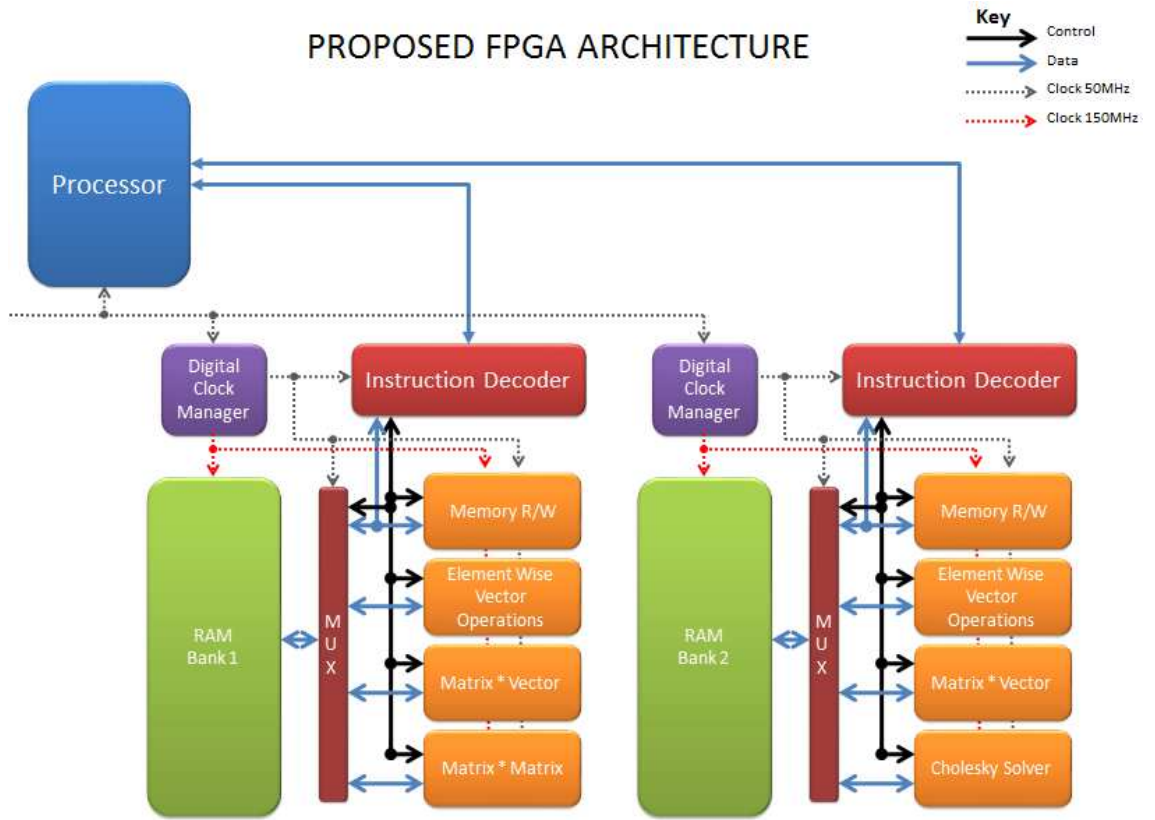 PROPOSED FPGA ARCHITECTURE
Key
Control
Data
Clock 50MHz
Clock 150MHz
Processor
Digital
Clock
Manager
Instruction Decoder
Digital
Clock
Manager
Instruction Decoder
RAM
Bank 1
M
U
X
Memory R/W
Element Wise
Vector
Operations
Matrix * Vector
Matrix * Matrix
RAM
Bank 2
M
U
X
Memory R/W
Element Wise
Vector
Operations
Matrix * Vector
Cholesky Solver